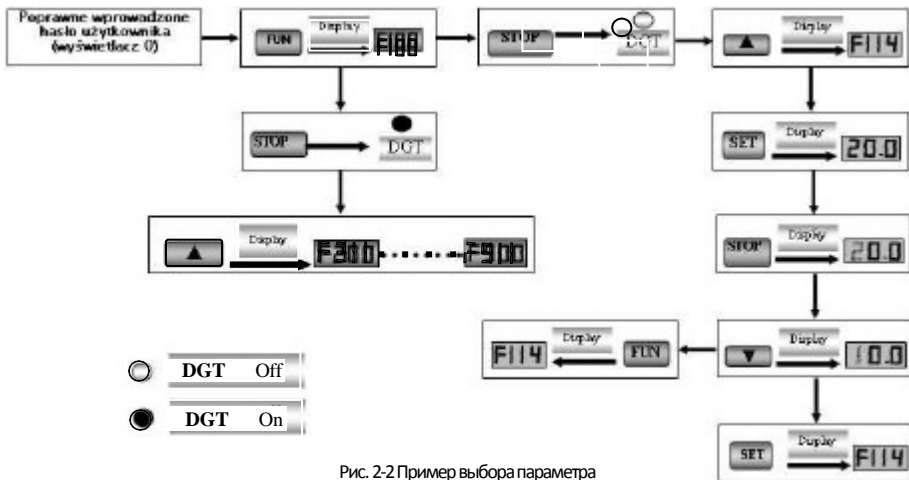 Poprawne wprowadzone
hasło użytkownika
(wyświetlacz 0)
FUN
Display
F100
STOP
DGT
▲
Display
F114
STOP
DGT
SET
Display
20.0
▲
Display
F300
F900
STOP
Display
20.0
F114
Display
FUN
▼
Display
10.0
DGT Off
DGT On
SET
Display
F114
Рис. 2-2 Пример выбора параметра